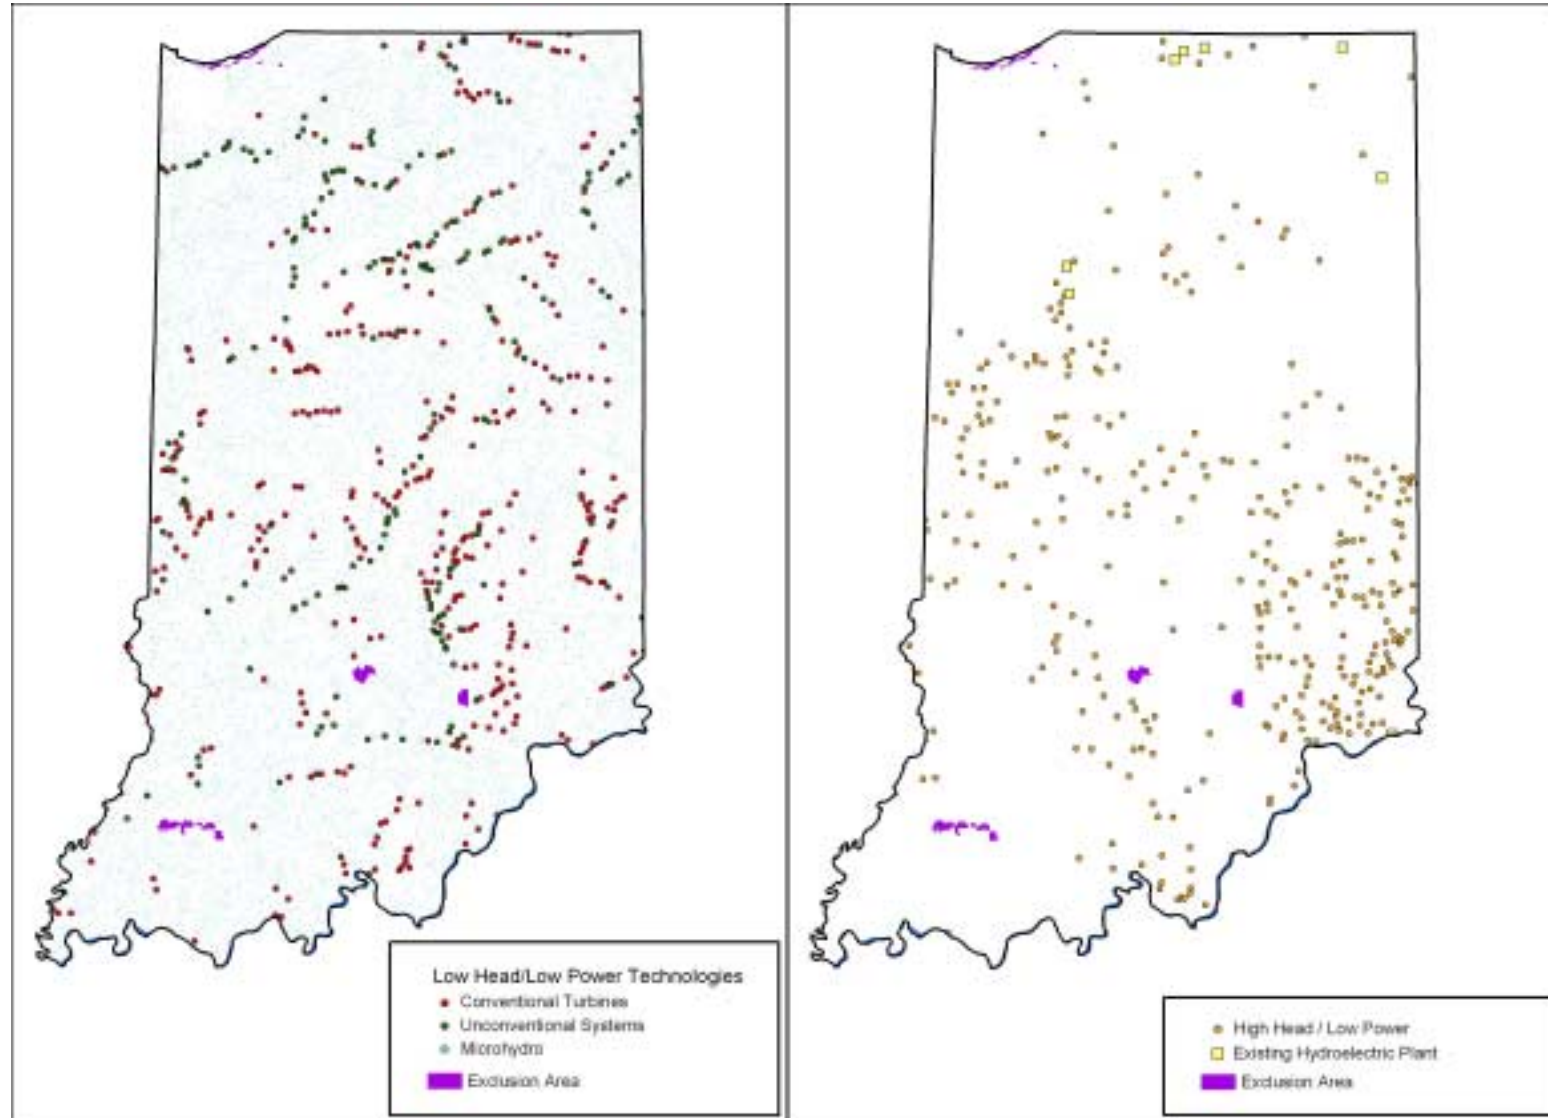 Low Head/Low Power Technologies
Conventional Turbines
Unconventional Systems
Microhydro
Exclusion Area
High Head / Low Power
Existing Hydroelectric Plant
Exclusion Area